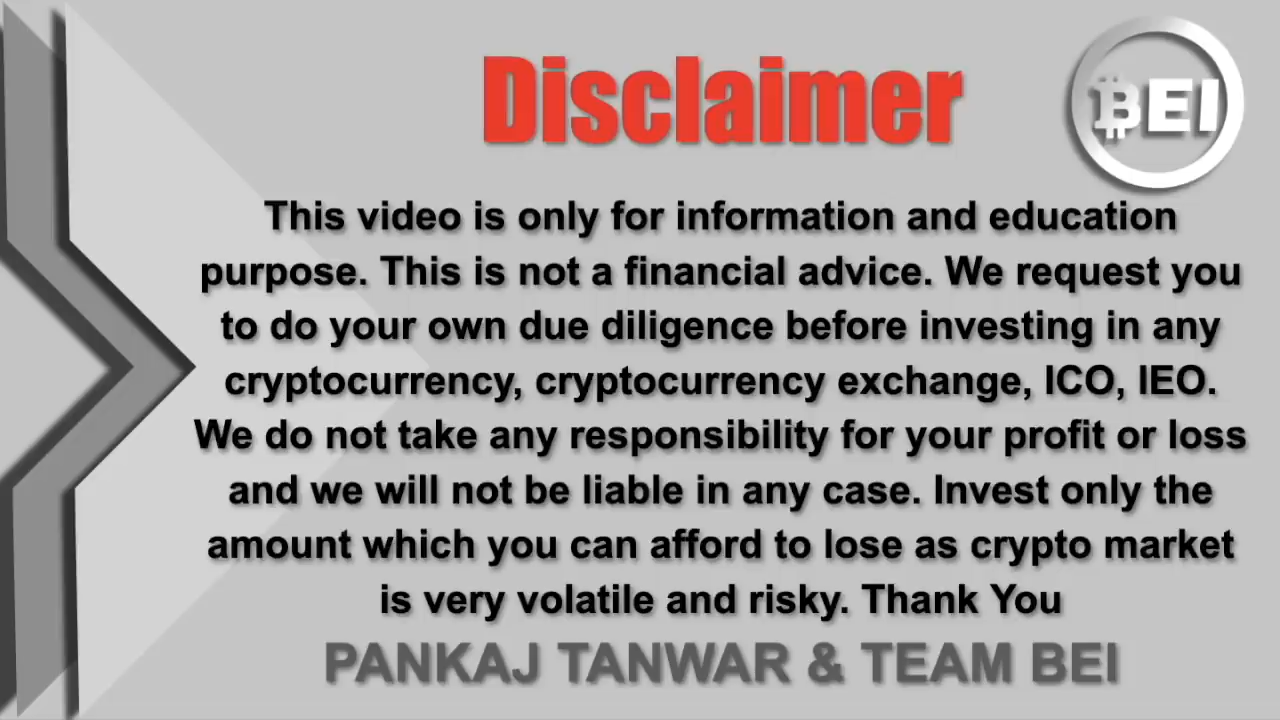 Disclaimer
BEI
This video is only for information and education
purpose. This is not a financial advice. We request you
to do your own due diligence before investing in any
cryptocurrency, cryptocurrency exchange, ICO, IEO.
We do not take any responsibility for your profit or loss
and we will not be liable in any case. Invest only the
amount which you can afford to lose as crypto market
is very volatile and risky. Thank You
PANKAJ TANWAR & TEAM BEI